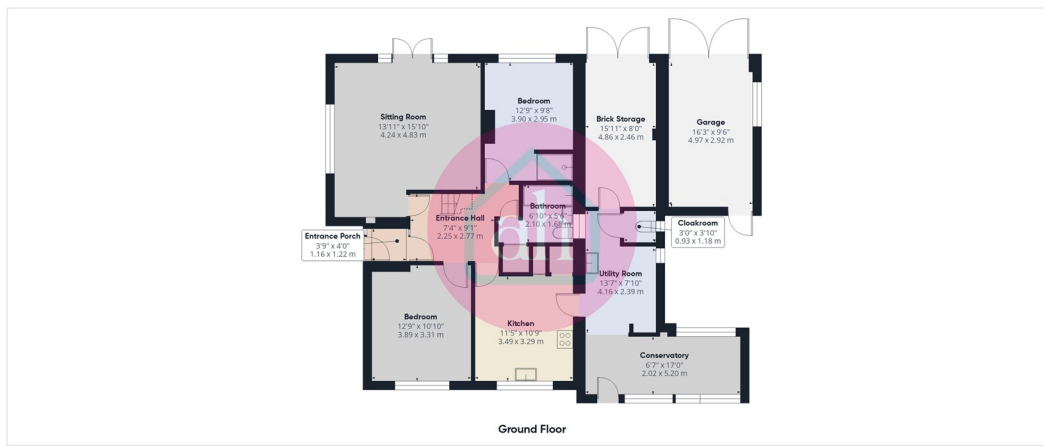 Sitting Room
13'11" x 15'10"
4.24 x 4.83 m
Bedroom
12'9" x 9'8"
3.90 x 2.95 m
Brick Storage
15'11" x 8'0"
4.86 x 2.46 m
Garage
16'3" x 9'6"
4.97 x 2.92 m
Bathroom
6'10" x 5'6"
2.10 x 1.68 m
Entrance Hall
7'4" x 9'1"
2.25 x 2.77 m
Cloakroom
3'0" x 3'10"
0.93 x 1.18 m
Entrance Porch
3'9" x 4'0"
1.16 x 1.22 m
dh
Utility Room
13'7" x 7'10"
4.16 x 2.39 m
Bedroom
12'9" x 10'10"
3.89 x 3.31 m
Kitchen
11'5" x 10'9"
3.49 x 3.29 m
Conservatory
6'7" x 17'0"
2.02 x 5.20 m
Ground Floor